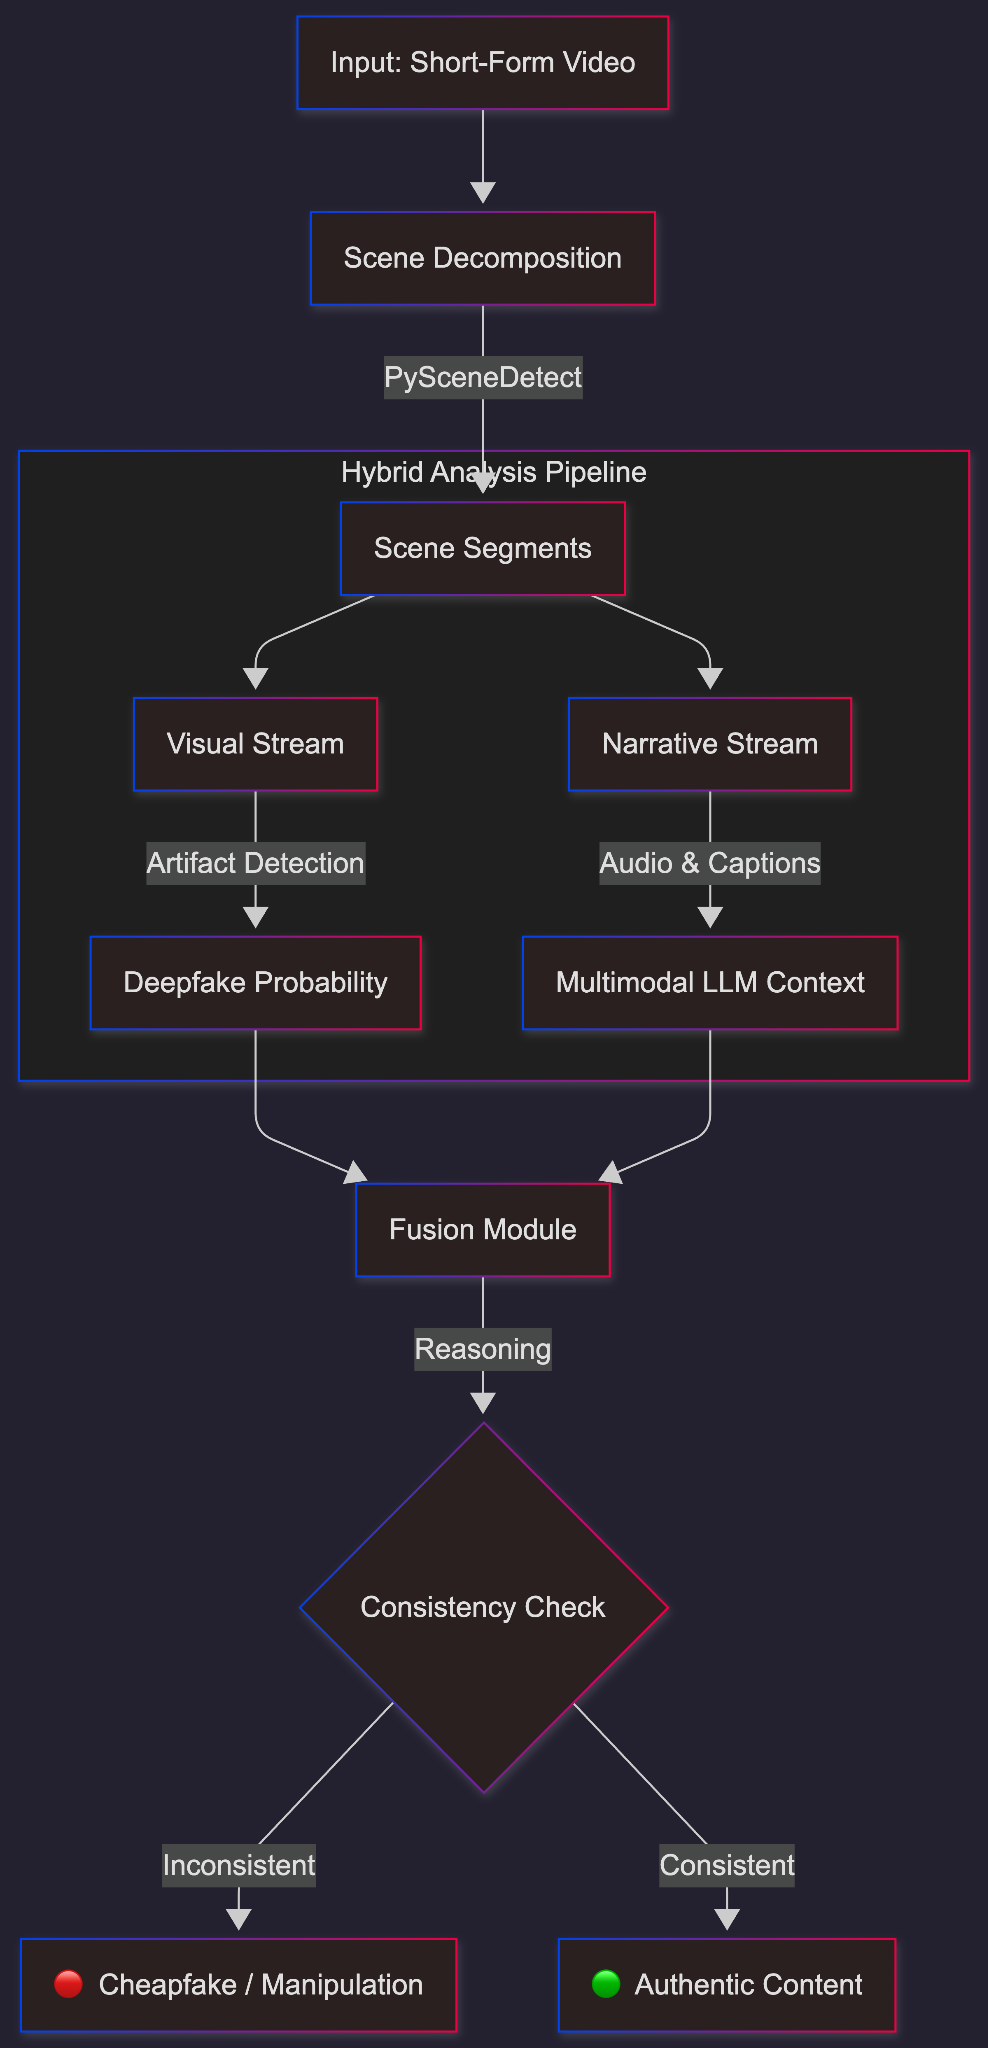 Input: Short-Form Video
Scene Decomposition
PySceneDetect
Hybrid Analysis Pipeline
Scene Segments
Visual Stream
Narrative Stream
Artifact Detection
Audio & Captions
Deepfake Probability
Multimodal LLM Context
Fusion Module
Reasoning
Consistency Check
Inconsistent
Consistent
🔴 Cheapfake / Manipulation
🟢 Authentic Content